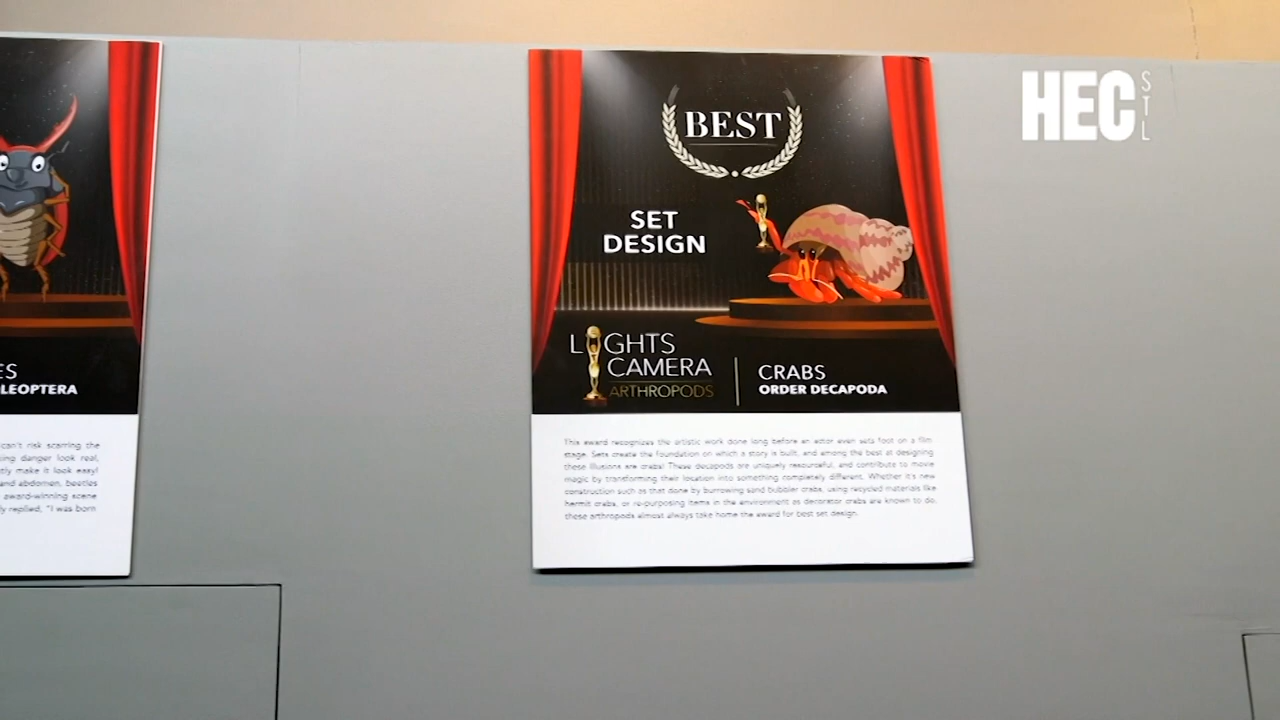 ES
LEOPTERA
can't risk scarring the
ing danger look real,
tly make it look easy!
and abdomen, beetles
award-winning scene
ly replied, "I was born
BEST
SET
DESIGN
LIGHTS
CAMERA
ARTHROPODS
CRABS
ORDER DECAPODA
This award recognizes the artistic work done long before an actor even sets foot on a film
stage. Sets create the foundation on which a story is built, and among the best at designing
these illusions are crabs! These decapods are uniquely resourceful, and contribute to movie
magic by transforming their location into something completely different. Whether it's new
construction such as that done by burrowing sand bubbler crabs, using recycled materials like
hermit crabs, or re-purposing items in the environment as decorator crabs are known to do,
these arthropods almost always take home the award for best set design.
HEC
STL